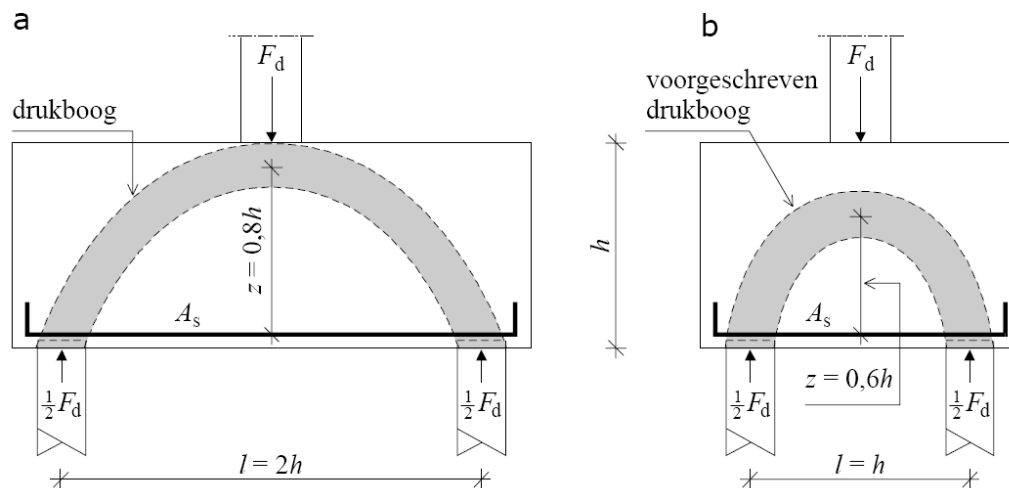 a
F_d
drukboog
z = 0,8h
A_s
½F_d
½F_d
l = 2h
h
b
F_d
voorgeschreven
drukboog
A_s
z = 0,6h
½F_d
½F_d
l = h